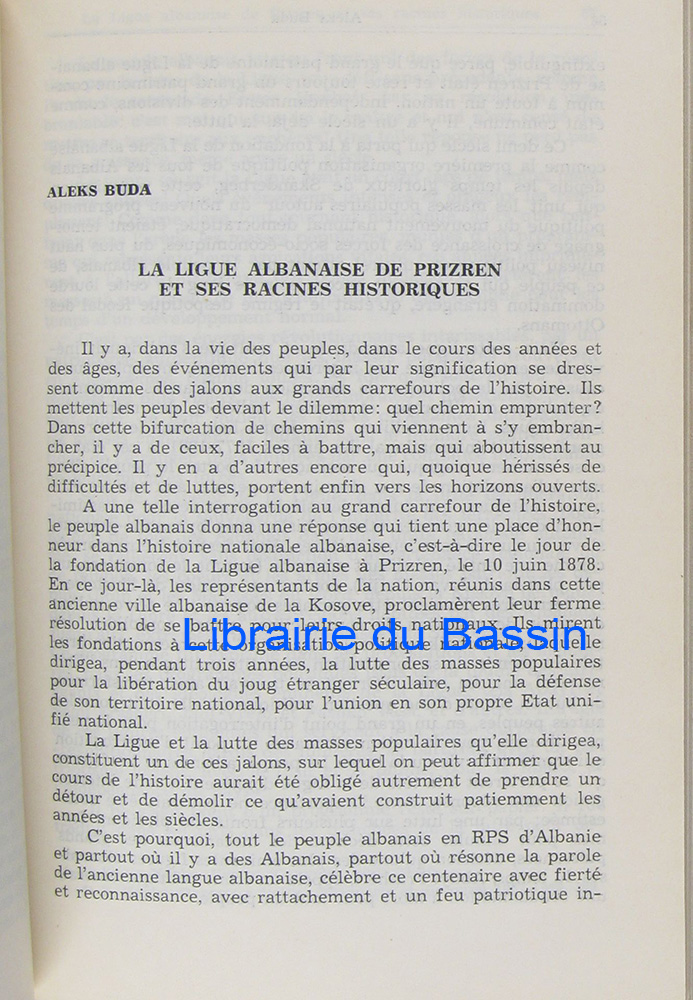 ALEKS BUDA
LA LIGUE ALBANAISE DE PRIZREN
ET SES RACINES HISTORIQUES
Il y a, dans la vie des peuples, dans le cours des années et
des âges, des événements qui par leur signification se dres-
sent comme des jalons aux grands carrefours de l'histoire. Ils
mettent les peuples devant le dilemme: quel chemin emprunter?
Dans cette bifurcation de chemins qui viennent à s'y embran-
cher, il y a de ceux, faciles à battre, mais qui aboutissent au
précipice. Il y en a d'autres encore qui, quoique hérissés de
difficultés et de luttes, portent enfin vers les horizons ouverts.
A une telle interrogation au grand carrefour de l'histoire,
le peuple albanais donna une réponse qui tient une place d'hon-
neur dans l'histoire nationale albanaise, c'est-à-dire le jour de
la fondation de la Ligue albanaise à Prizren, le 10 juin 1878.
En ce jour-là, les représentants de la nation, réunis dans cette
ancienne ville albanaise de la Kosove, proclamèrent leur ferme
résolution de se battre pour leurs droits nationaux. Ils mirent
les fondations à cette organisation politique nationale, laquelle
Librairie du Bassin
dirigea, pendant trois années, la lutte des masses populaires
pour la libération du joug étranger séculaire, pour la défense
de son territoire national, pour l'union en son propre Etat uni-
fié national.
La Ligue et la lutte des masses populaires qu'elle dirigea,
constituent un de ces jalons, sur lequel on peut affirmer que le
cours de l'histoire aurait été obligé autrement de prendre un
détour et de démolir ce qu'avaient construit patiemment les
années et les siècles.
C'est pourquoi, tout le peuple albanais en RPS d'Albanie
et partout où il y a des Albanais, partout où résonne la parole
de l'ancienne langue albanaise, célèbre ce centenaire avec fierté
et reconnaissance, avec rattachement et un feu patriotique in-